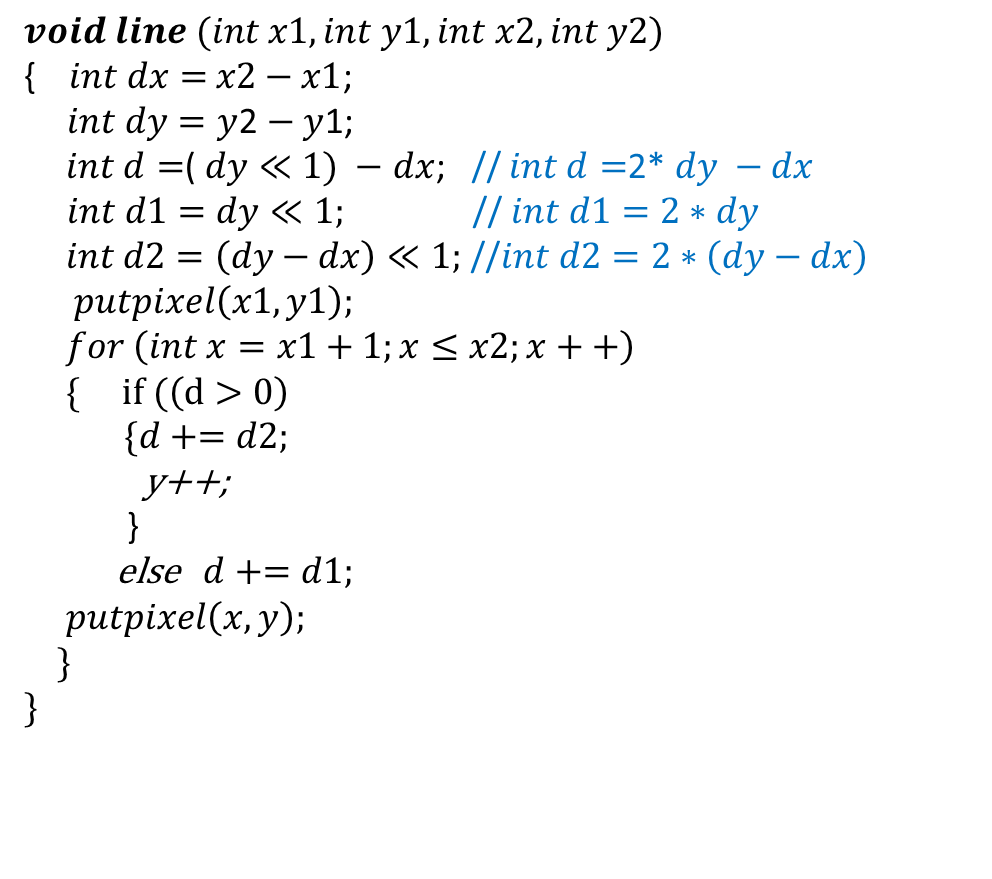 void line (int x1, int y1, int x2, int y2)
{ int dx = x2 − x1;
int dy = y2 − y1;
int d =( dy ≪ 1) − dx; // int d =2* dy − dx
int d1 = dy ≪ 1; // int d1 = 2 ∗ dy
int d2 = (dy − dx) ≪ 1; //int d2 = 2 ∗ (dy − dx)
putpixel(x1, y1);
for (int x = x1 + 1; x ≤ x2; x + +)
{ if ((d > 0)
{d += d2;
y++;
}
else d += d1;
putpixel(x, y);
}
}